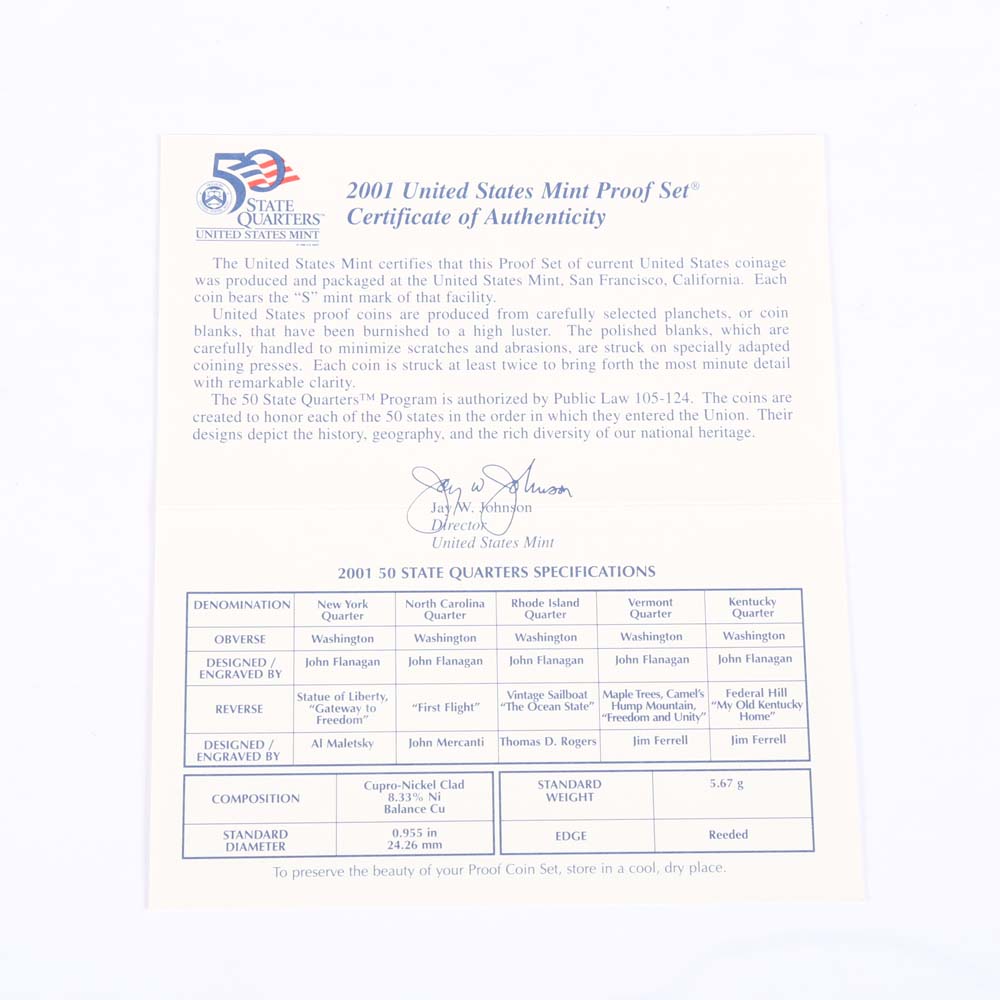 50
STATE
QUARTERS™
UNITED STATES MINT
2001 United States Mint Proof Set®
Certificate of Authenticity
The United States Mint certifies that this Proof Set of current United States coinage
was produced and packaged at the United States Mint, San Francisco, California. Each
coin bears the “S” mint mark of that facility.
United States proof coins are produced from carefully selected planchets, or coin
blanks, that have been burnished to a high luster. The polished blanks, which are
carefully handled to minimize scratches and abrasions, are struck on specially adapted
coining presses. Each coin is struck at least twice to bring forth the most minute detail
with remarkable clarity.
The 50 State Quarters™ Program is authorized by Public Law 105-124. The coins are
created to honor each of the 50 states in the order in which they entered the Union. Their
designs depict the history, geography, and the rich diversity of our national heritage.
Jay W Johnson
Jay W. Johnson
Director
United States Mint
2001 50 STATE QUARTERS SPECIFICATIONS
DENOMINATION New York Quarter North Carolina Quarter Rhode Island Quarter Vermont Quarter Kentucky Quarter
OBVERSE Washington Washington Washington Washington Washington
DESIGNED / ENGRAVED BY John Flanagan John Flanagan John Flanagan John Flanagan John Flanagan
REVERSE Statue of Liberty, “Gateway to Freedom” “First Flight” Vintage Sailboat “The Ocean State” Maple Trees, Camel’s Hump Mountain, “Freedom and Unity” Federal Hill “My Old Kentucky Home”
DESIGNED / ENGRAVED BY Al Maletsky John Mercanti Thomas D. Rogers Jim Ferrell Jim Ferrell
COMPOSITION Cupro-Nickel Clad 8.33% Ni Balance Cu STANDARD WEIGHT 5.67 g
STANDARD DIAMETER 0.955 in 24.26 mm EDGE Reeded
To preserve the beauty of your Proof Coin Set, store in a cool, dry place.